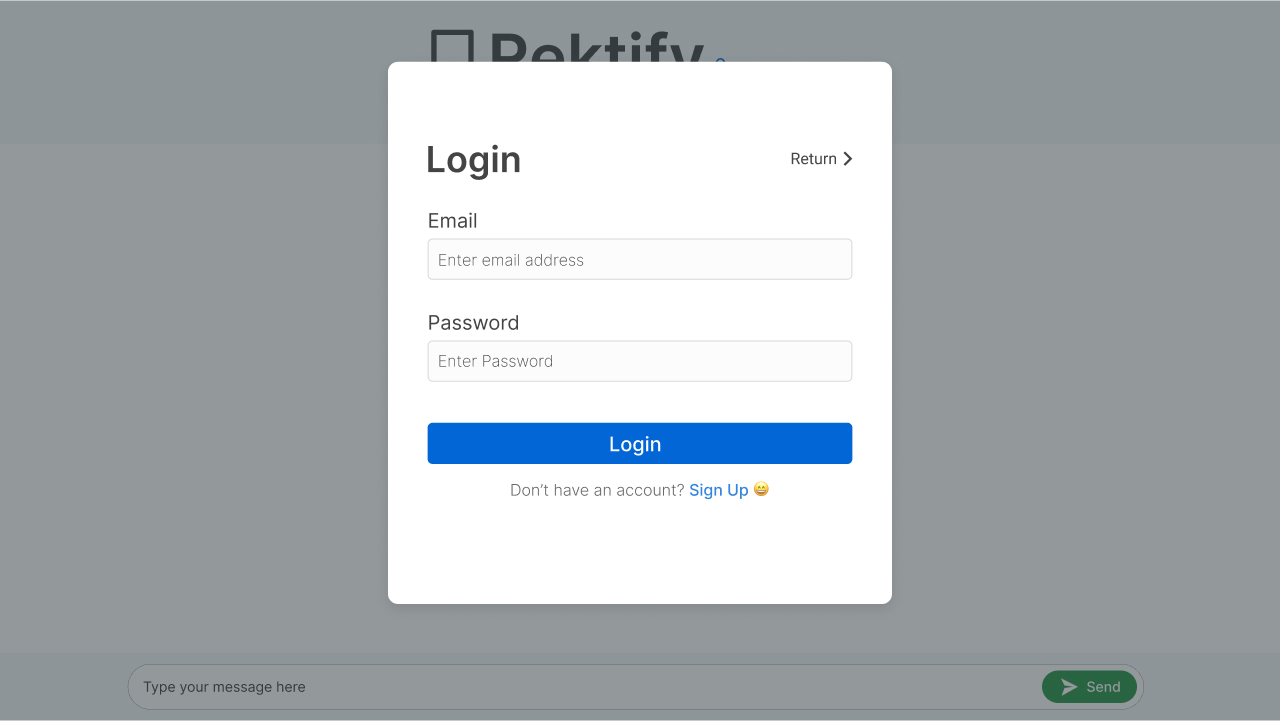 Rektify
Login
Return
Email
Enter email address
Password
Enter Password
Login
Don’t have an account? Sign Up 😄
Type your message here
Send